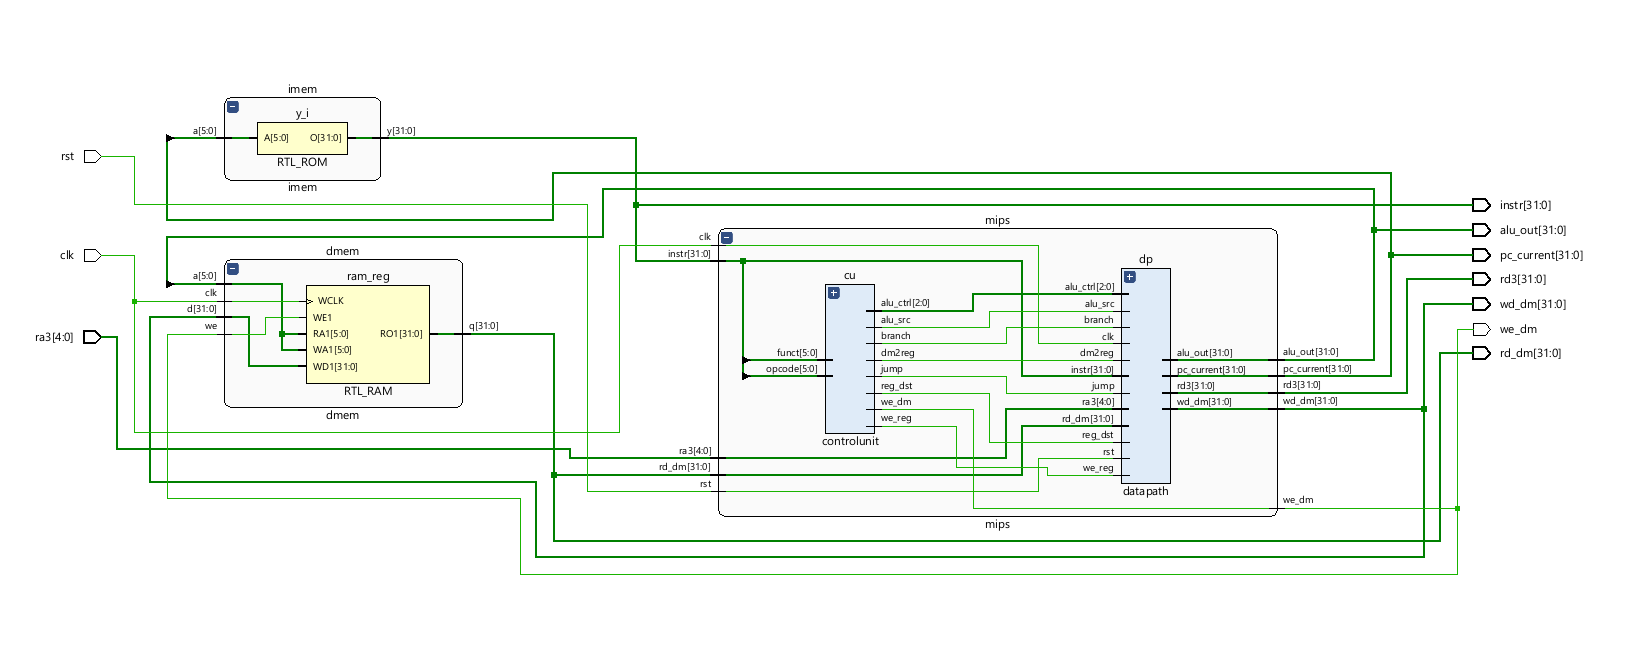 imem
y_i
a[5:0]
A[5:0]
O[31:0]
y[31:0]
RTL_ROM
imem
rst
clk
ra3[4:0]
dmem
ram_reg
a[5:0]
clk
d[31:0]
we
WCLK
WE1
RA1[5:0]
WA1[5:0]
WD1[31:0]
RO1[31:0]
q[31:0]
RTL_RAM
dmem
mips
clk
instr[31:0]
ra3[4:0]
rd_dm[31:0]
rst
cu
funct[5:0]
opcode[5:0]
alu_ctrl[2:0]
alu_src
branch
dm2reg
jump
reg_dst
we_dm
we_reg
controlunit
dp
alu_ctrl[2:0]
alu_src
branch
clk
dm2reg
instr[31:0]
jump
ra3[4:0]
rd_dm[31:0]
reg_dst
rst
we_reg
alu_out[31:0]
pc_current[31:0]
rd3[31:0]
wd_dm[31:0]
datapath
alu_out[31:0]
pc_current[31:0]
rd3[31:0]
wd_dm[31:0]
we_dm
mips
instr[31:0]
alu_out[31:0]
pc_current[31:0]
rd3[31:0]
wd_dm[31:0]
we_dm
rd_dm[31:0]